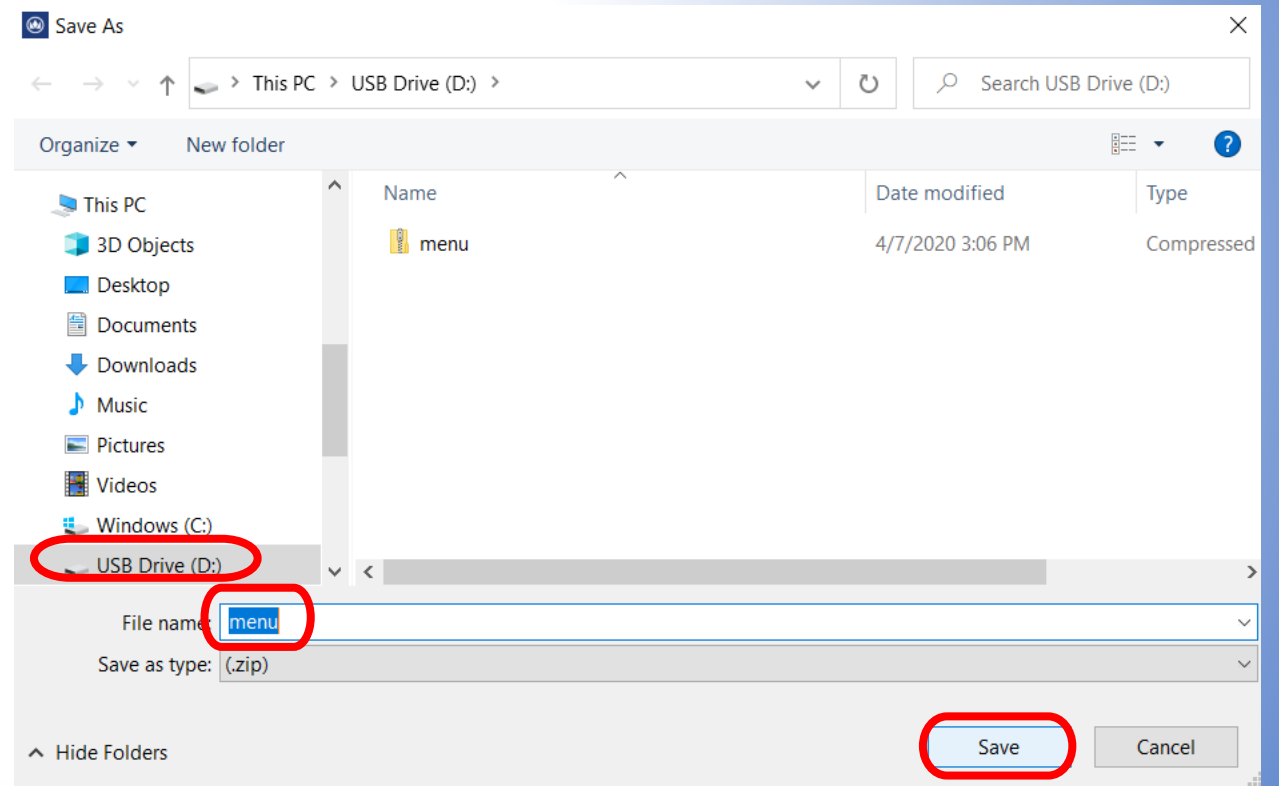 Save As
This PC > USB Drive (D:) >
Search USB Drive (D:)
Organize
New folder
?
Name
Date modified
Type
This PC
menu
4/7/2020 3:06 PM
Compressed
3D Objects
Desktop
Documents
Downloads
Music
Pictures
Videos
Windows (C:)
USB Drive (D:)
File name: menu
Save as type: (.zip)
Hide Folders
Save
Cancel